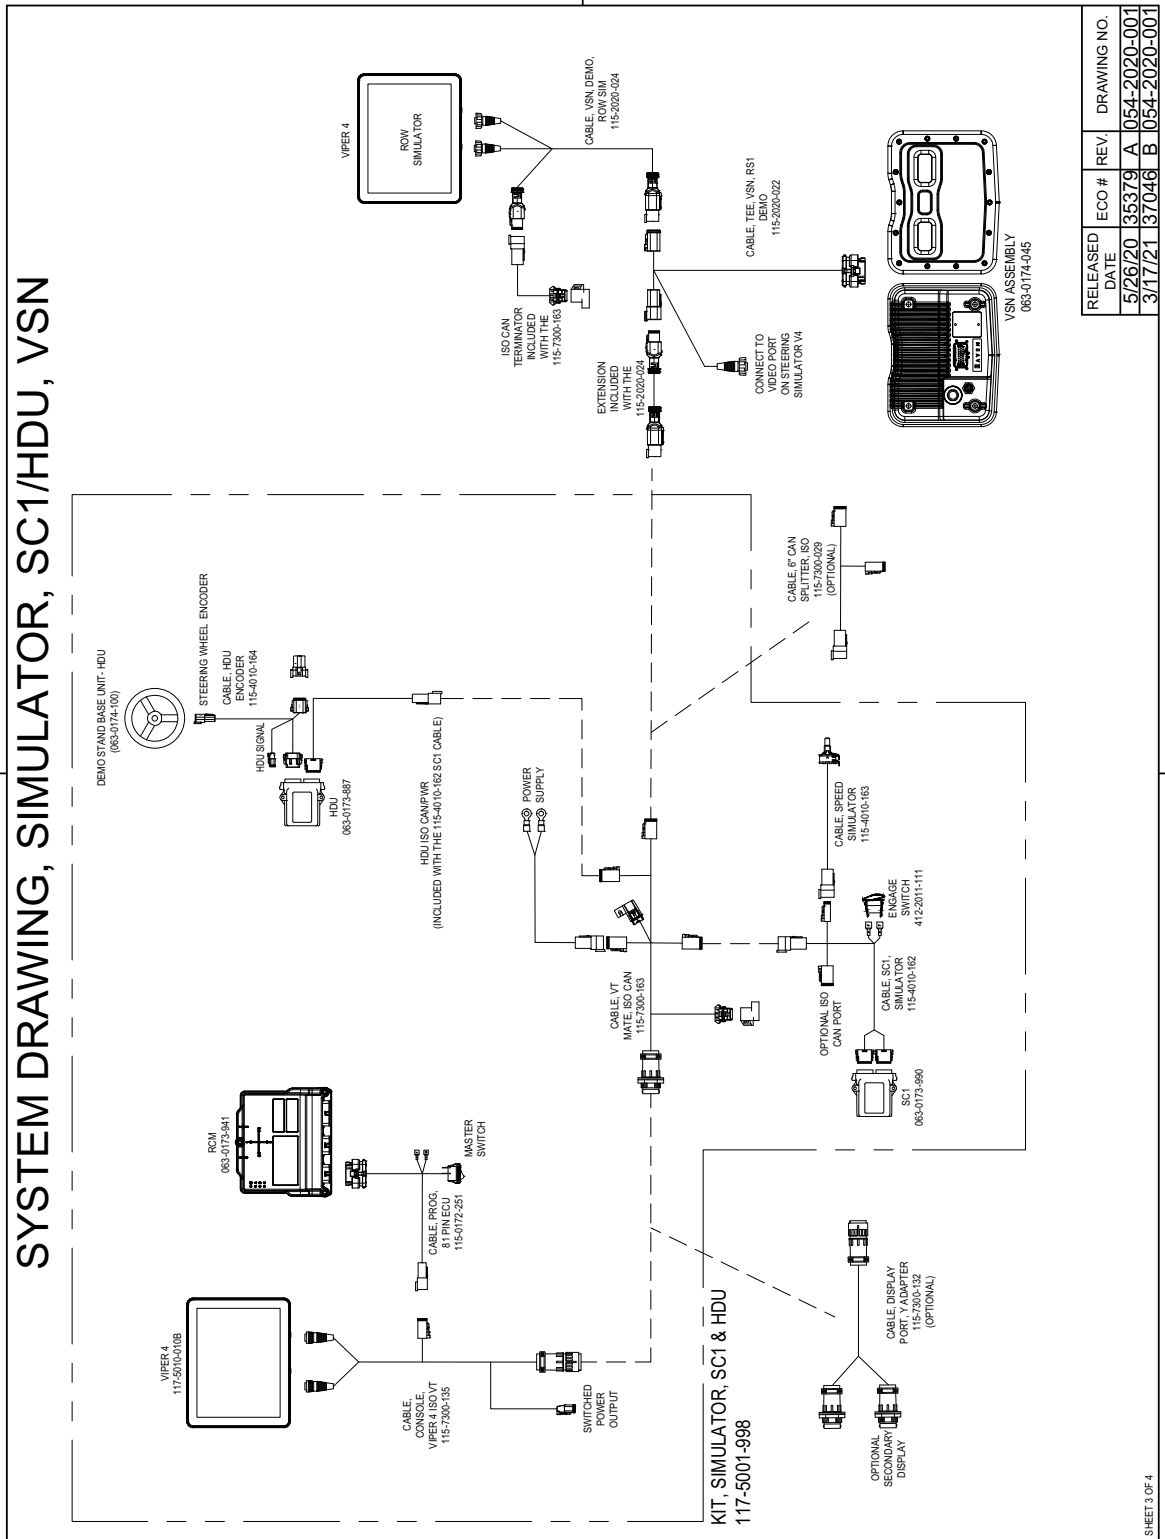 SYSTEM DRAWING, SIMULATOR, SC1/HDU, VSN
VIPER 4
117-5010-010B
CABLE,
CONSOLE,
VIPER 4 ISO VT
115-7300-135
SWITCHED
POWER
OUTPUT
RCM
063-0173-941
CABLE, PROG,
81 PIN ECU
115-0172-251
MASTER
SWITCH
DEMO STAND BASE UNIT- HDU
(063-0174-100)
STEERING WHEEL ENCODER
CABLE, HDU
ENCODER
115-4010-164
HDU SIGNAL
HDU
063-0173-887
HDU ISO CAN/PWR
(INCLUDED WITH THE 115-4010-162 SC1 CABLE)
POWER
SUPPLY
CABLE, VT
MATE, ISO CAN
115-7300-163
OPTIONAL ISO
CAN PORT
CABLE, SPEED
SIMULATOR
115-4010-163
CABLE, SC1,
SIMULATOR
115-4010-162
ENGAGE
SWITCH
412-2011-111
SC1
063-0173-990
KIT, SIMULATOR, SC1 & HDU
117-5001-998
OPTIONAL
SECONDARY
DISPLAY
CABLE, DISPLAY
PORT, Y ADAPTER
115-7300-132
(OPTIONAL)
CABLE, 6" CAN
SPLITTER, ISO
115-7300-029
(OPTIONAL)
VIPER 4
ROW
SIMULATOR
CABLE, VSN, DEMO,
ROW SIM
115-2020-024
ISO CAN
TERMINATOR
INCLUDED
WITH THE
115-7300-163
EXTENSION
INCLUDED
WITH THE
115-2020-024
CABLE, TEE, VSN, RS1
DEMO
115-2020-022
CONNECT TO
VIDEO PORT
ON STEERING
SIMULATOR V4
RAVEN
VSN ASSEMBLY
063-0174-045
RELEASED DATE ECO # REV. DRAWING NO.
5/26/20 35379 A 054-2020-001
3/17/21 37046 B 054-2020-001
SHEET 3 OF 4